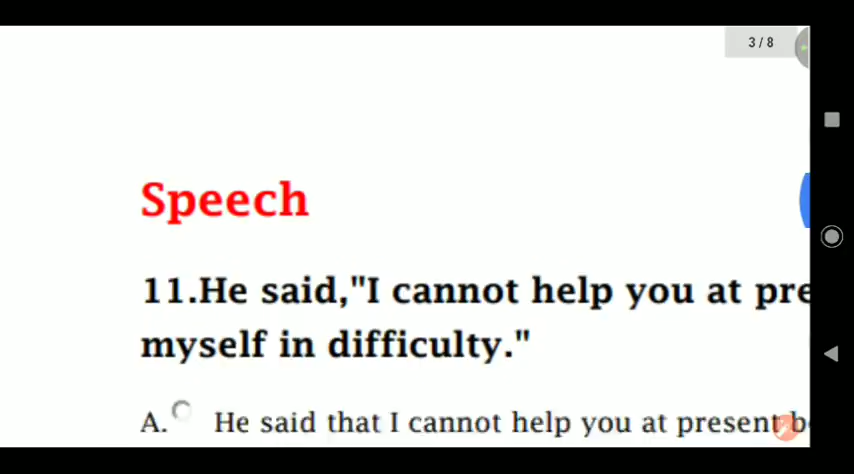 3 / 8
Speech
11.He said,"I cannot help you at
myself in difficulty."
A. He said that I cannot help you at present